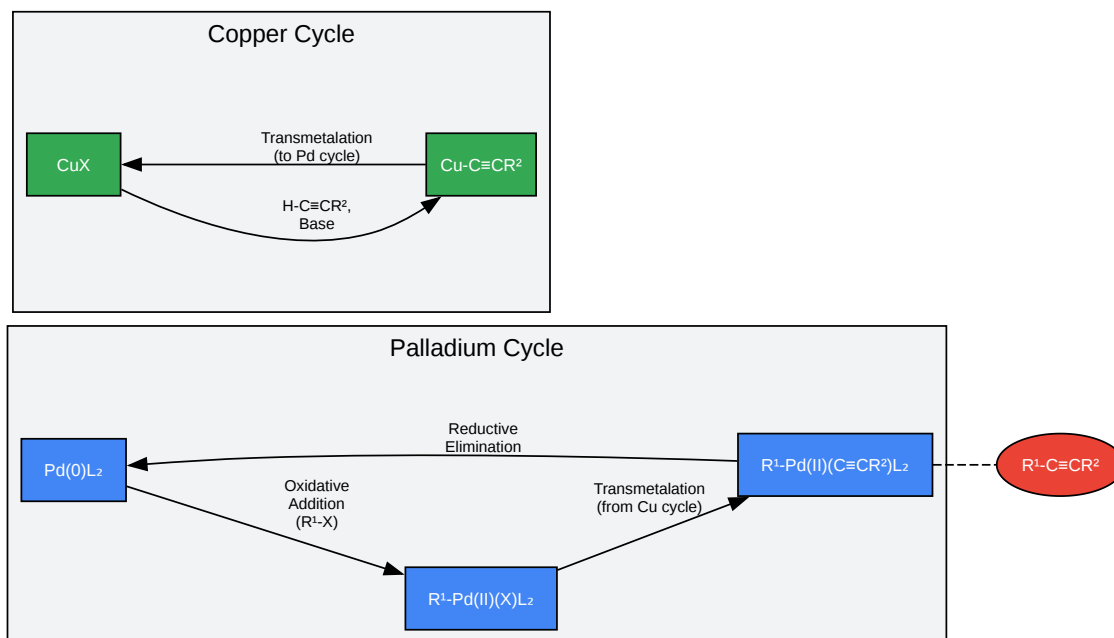 Copper Cycle
Transmetalation
(to Pd cycle)
CuX
Cu-C≡CR²
H-C≡CR²,
Base
Palladium Cycle
Reductive
Elimination
Pd(0)L₂
R¹-Pd(II)(C≡CR²)L₂
R¹-C≡CR²
Oxidative
Addition
(R¹-X)
Transmetalation
(from Cu cycle)
R¹-Pd(II)(X)L₂